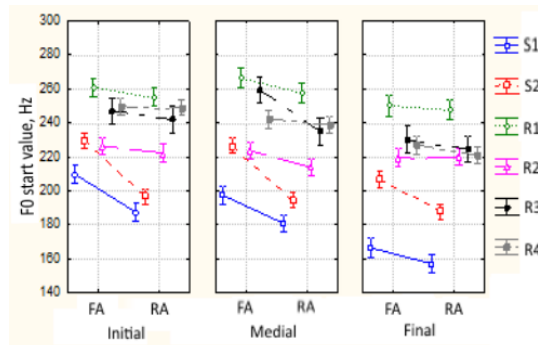 F0 start value, Hz
300
280
260
240
220
200
180
160
140
FA RA
Initial
FA RA
Medial
FA RA
Final
S1
S2
R1
R2
R3
R4